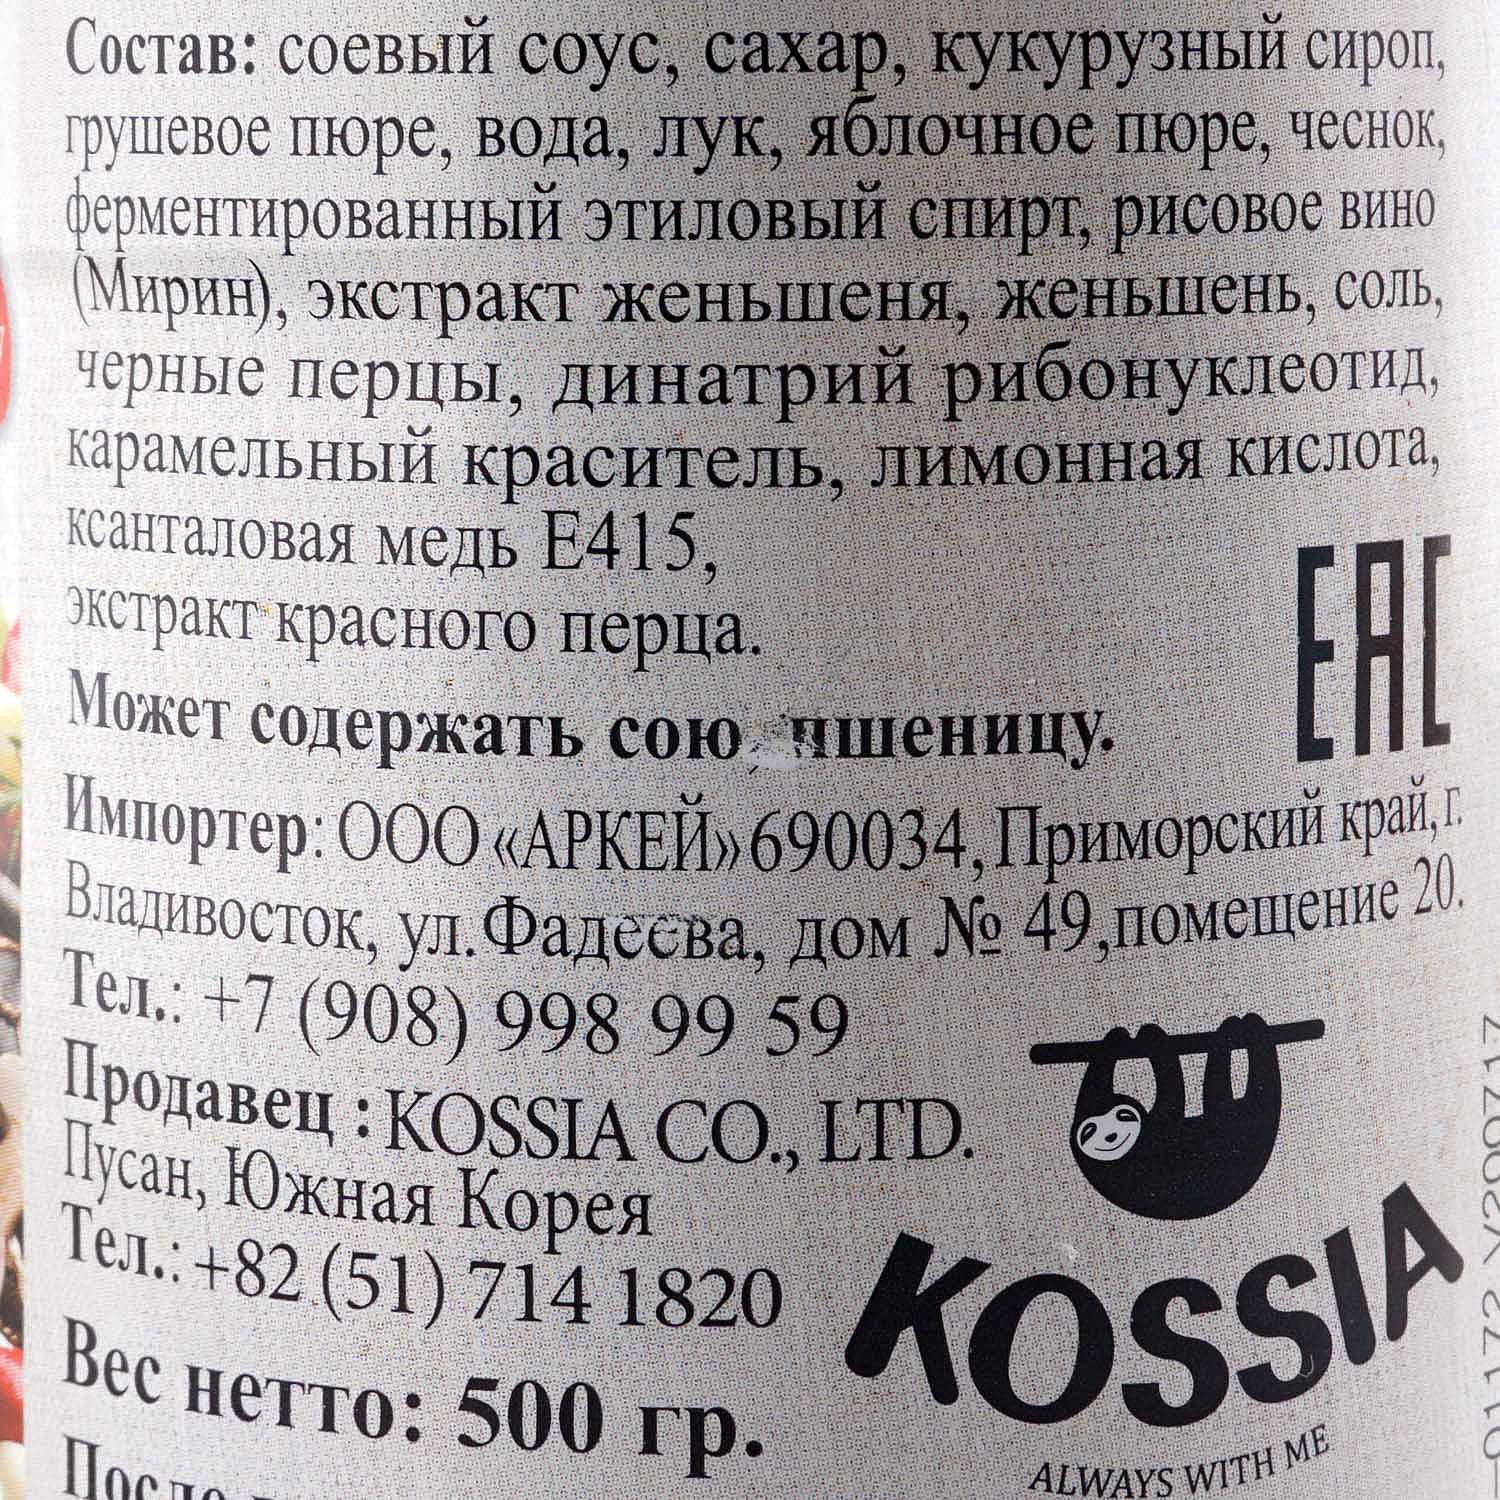 Состав: соевый соус, сахар, кукурузный сироп,
грушевое пюре, вода, лук, яблочное пюре, чеснок,
ферментированный этиловый спирт, рисовое вино
(Мирин), экстракт женьшеня, женьшень, соль,
черные перцы, динатрий рибонуклеотид,
карамельный краситель, лимонная кислота,
ксанталовая медь Е415,
экстракт красного перца.
Может содержать сою, пшеницу.
EAC
Импортер: ООО «АРКЕЙ» 690034, Приморский край, г.
Владивосток, ул. Фадеева, дом № 49, помещение 20.
Тел.: +7 (908) 998 99 59
Продавец : KOSSIA CO., LTD.
Пусан, Южная Корея
Тел.: +82 (51) 714 1820
Вес нетто: 500 гр.
KOSSIA
ALWAYS WITH ME